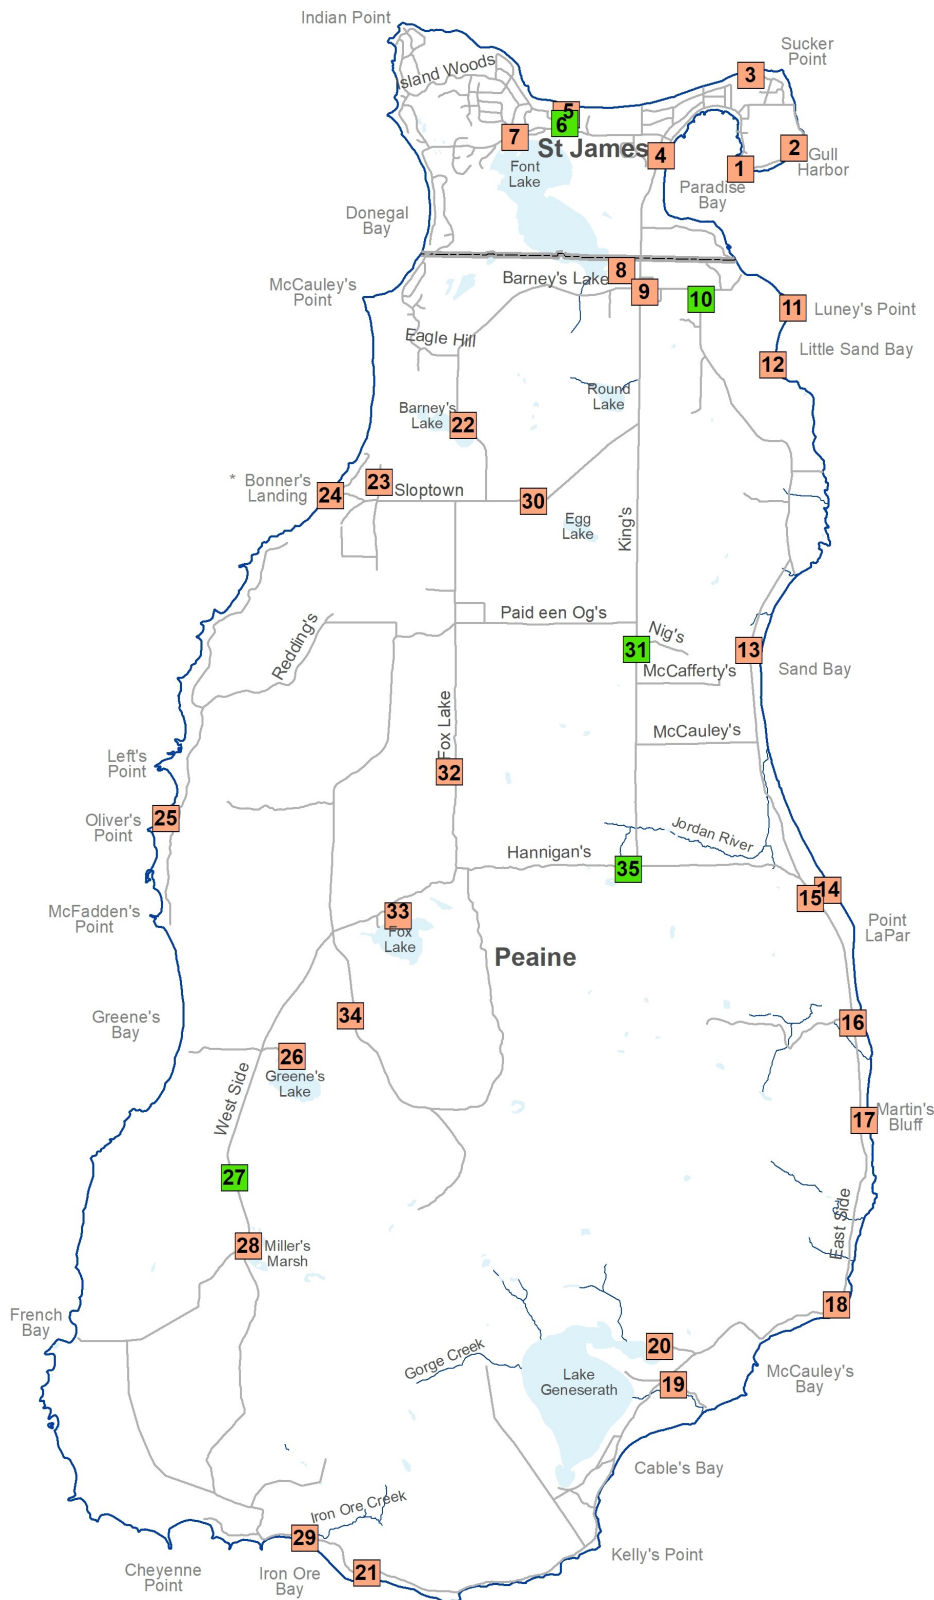 Indian Point
Sucker
Point
Island Woods
3
5
6
7
St James
4
2
1
Gull
Harbor
Font
Lake
Paradise
Bay
Donegal
Bay
8
Barney's Lake
McCauley's
Point
9
10
11
Luney's Point
Eagle Hill
Little Sand Bay
12
Round
Lake
Barney's
Lake
22
* Bonner's
Landing
24
23
Sloptown
30
Egg
Lake
King's
Paid een Og's
Redding's
Nig's
31
13
McCafferty's
Sand Bay
Fox Lake
McCauley's
Left's
Point
32
25
Oliver's
Point
Jordan River
Hannigan's
35
14
15
McFadden's
Point
33
Fox
Lake
Point
LaPar
Peaine
Greene's
Bay
34
16
26
Greene's
Lake
West Side
17
Martin's
Bluff
27
East Side
28
Miller's
Marsh
18
French
Bay
20
Gorge Creek
Lake
Geneserath
19
McCauley's
Bay
Cable's Bay
Iron Ore Creek
29
Kelly's Point
Cheyenne
Point
Iron Ore
Bay
21